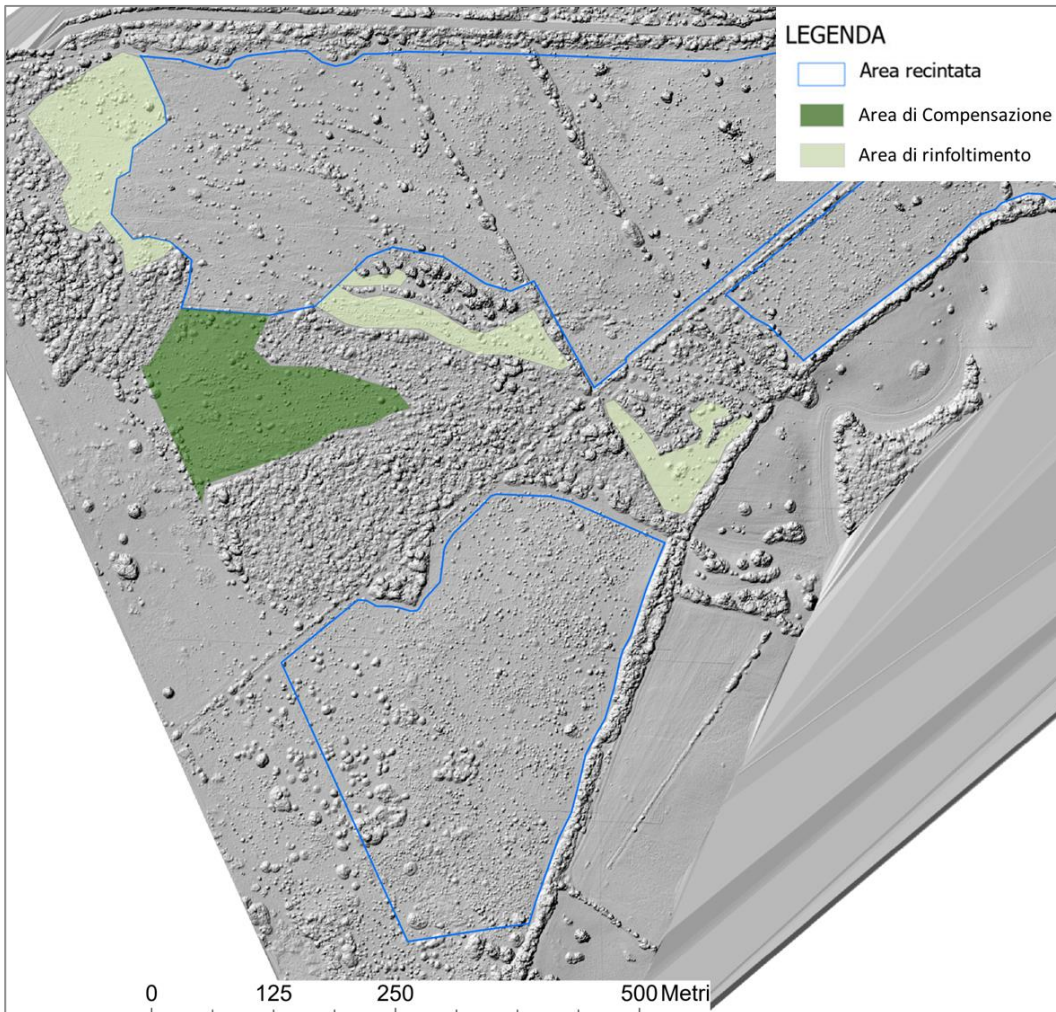 LEGENDA
Area recintata
Area di Compensazione
Area di rinfoltimento
0 125 250 500 Metri